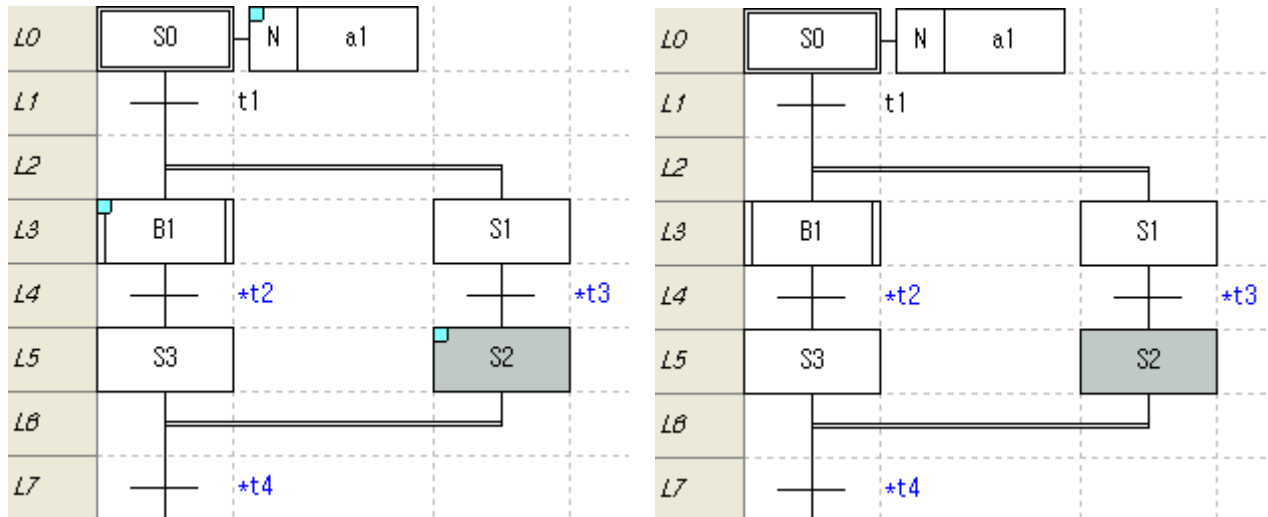 L0 S0 N a1
L1 t1
L2
L3 B1 S1
L4 *t2 *t3
L5 S3 S2
L6
L7 *t4
L0 S0 N a1
L1 t1
L2
L3 B1 S1
L4 *t2 *t3
L5 S3 S2
L6
L7 *t4